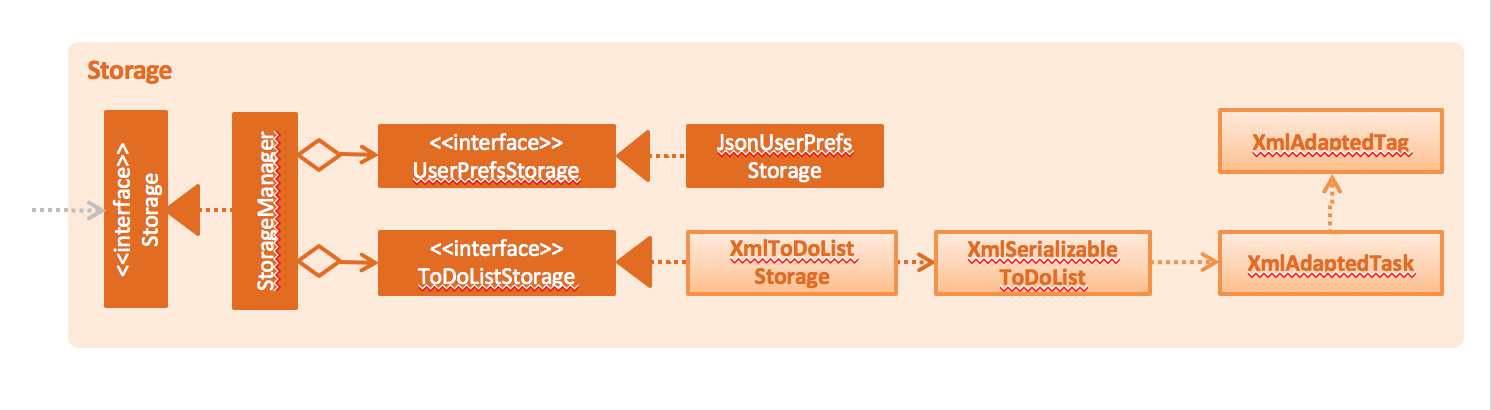 Storage
<<interface>>
Storage
StorageManager
<<interface>>
UserPrefsStorage
JsonUserPrefs
Storage
<<interface>>
ToDoListStorage
XmlToDoList
Storage
XmlSerializable
ToDoList
XmlAdaptedTag
XmlAdaptedTask